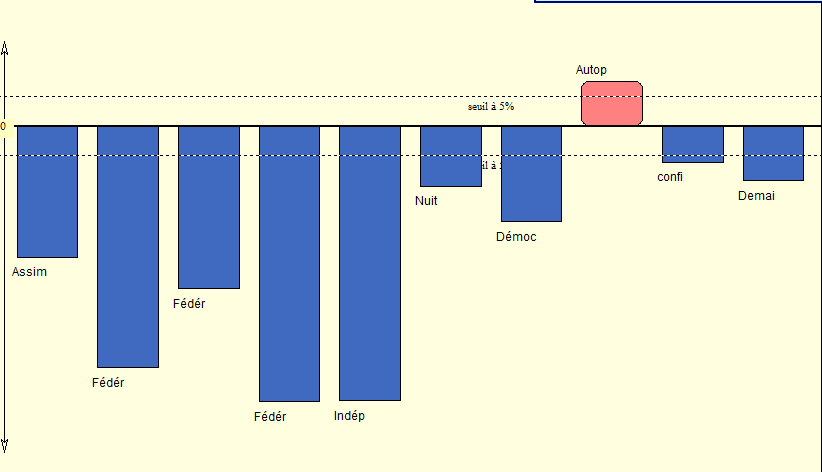 Autop
seuil à 5%
0
confi
Demai
Nuit
Démoc
Assim
Fédér
Fédér
Fédér
Indép